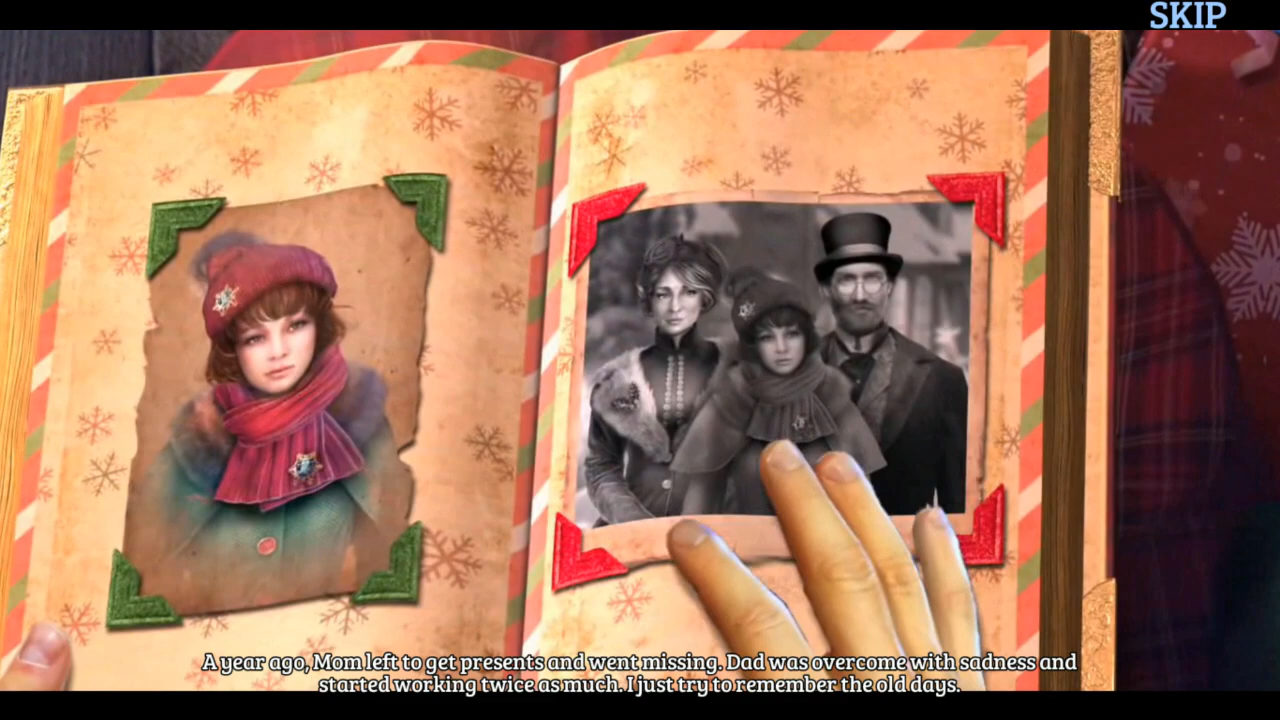 SKIP
A year ago, Mom left to get presents and went missing. Dad was overcome with sadness and
started working twice as much. I just try to remember the old days.